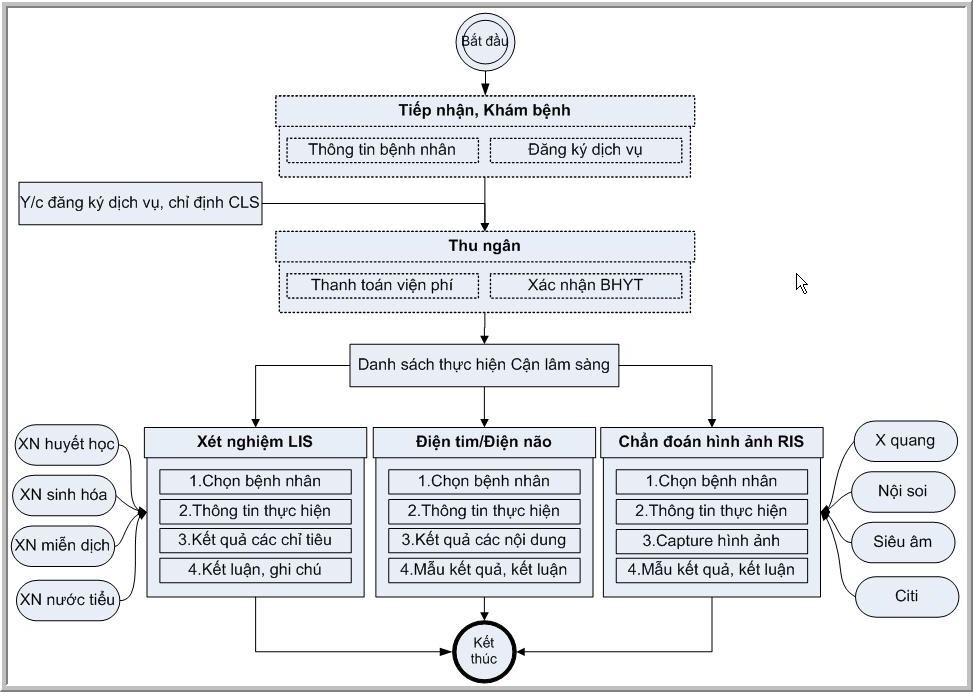 Bắt đầu
Tiếp nhận, Khám bệnh
Thông tin bệnh nhân
Đăng ký dịch vụ
Y/c đăng ký dịch vụ, chỉ định CLS
Thu ngân
Thanh toán viện phí
Xác nhận BHYT
Danh sách thực hiện Cận lâm sàng
XN huyết học
XN sinh hóa
XN miễn dịch
XN nước tiểu
Xét nghiệm LIS
1.Chọn bệnh nhân
2.Thông tin thực hiện
3.Kết quả các chỉ tiêu
4.Kết luận, ghi chú
Điện tim/Điện não
1.Chọn bệnh nhân
2.Thông tin thực hiện
3.Kết quả các nội dung
4.Mẫu kết quả, kết luận
Chẩn đoán hình ảnh RIS
1.Chọn bệnh nhân
2.Thông tin thực hiện
3.Capture hình ảnh
4.Mẫu kết quả, kết luận
X quang
Nội soi
Siêu âm
Citi
Kết
thúc